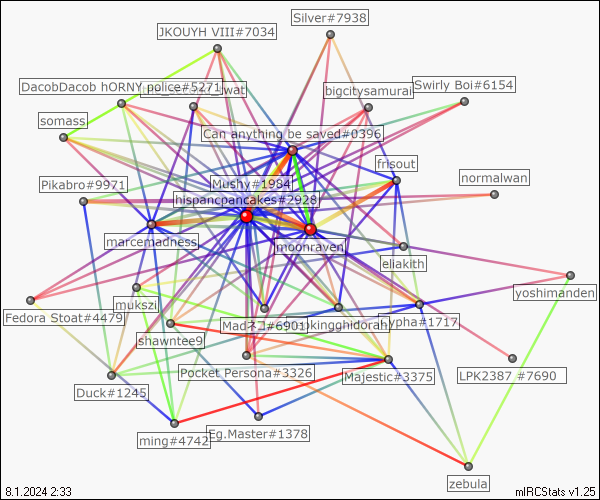 Silver#7938
JKOUYH VIII#7034
DacobDacob hORNY police#5271
wat
bigcitysamurai
Swirly Boi#6154
somass
Can anything be saved#0396
frisout
normalwan
Pikabro#9971
Mushy#1984
hispancpancakes#2928
marcemadness
moonraven
eliakith
yoshimanden
mukszi
Fedora Stoat#4479
Madネコ#6901
nkingghidorah
lypha#1717
shawntee9
Pocket Persona#3326
Majestic#3375
LPK2387 #7690
Duck#1245
ming#4742
Eg.Master#1378
zebula
8.1.2024 2:33
mIRCStats v1.25